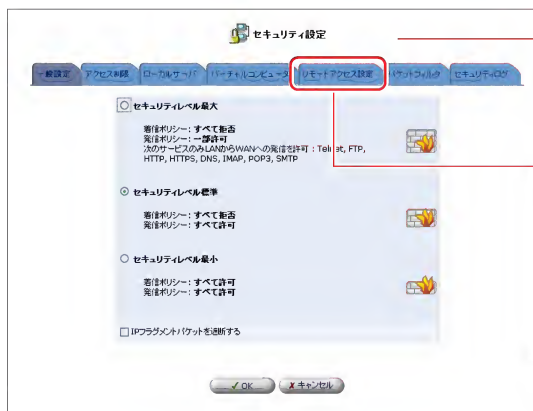 セキュリティ設定
一般設定 アクセス制限 ローカルサーバ バーチャルコンピュータ リモートアクセス設定 パケットフィルタ セキュリティログ
セキュリティレベル最大
着信ポリシー: すべて拒否
発信ポリシー: 一部許可
次のサービスのみLANからWANへの発信を許可 : Telnet, FTP,
HTTP, HTTPS, DNS, IMAP, POP3, SMTP
セキュリティレベル標準
着信ポリシー: すべて拒否
発信ポリシー: すべて許可
セキュリティレベル最小
着信ポリシー: すべて許可
発信ポリシー: すべて許可
IPフラグメントパケットを遮断する
OK キャンセル